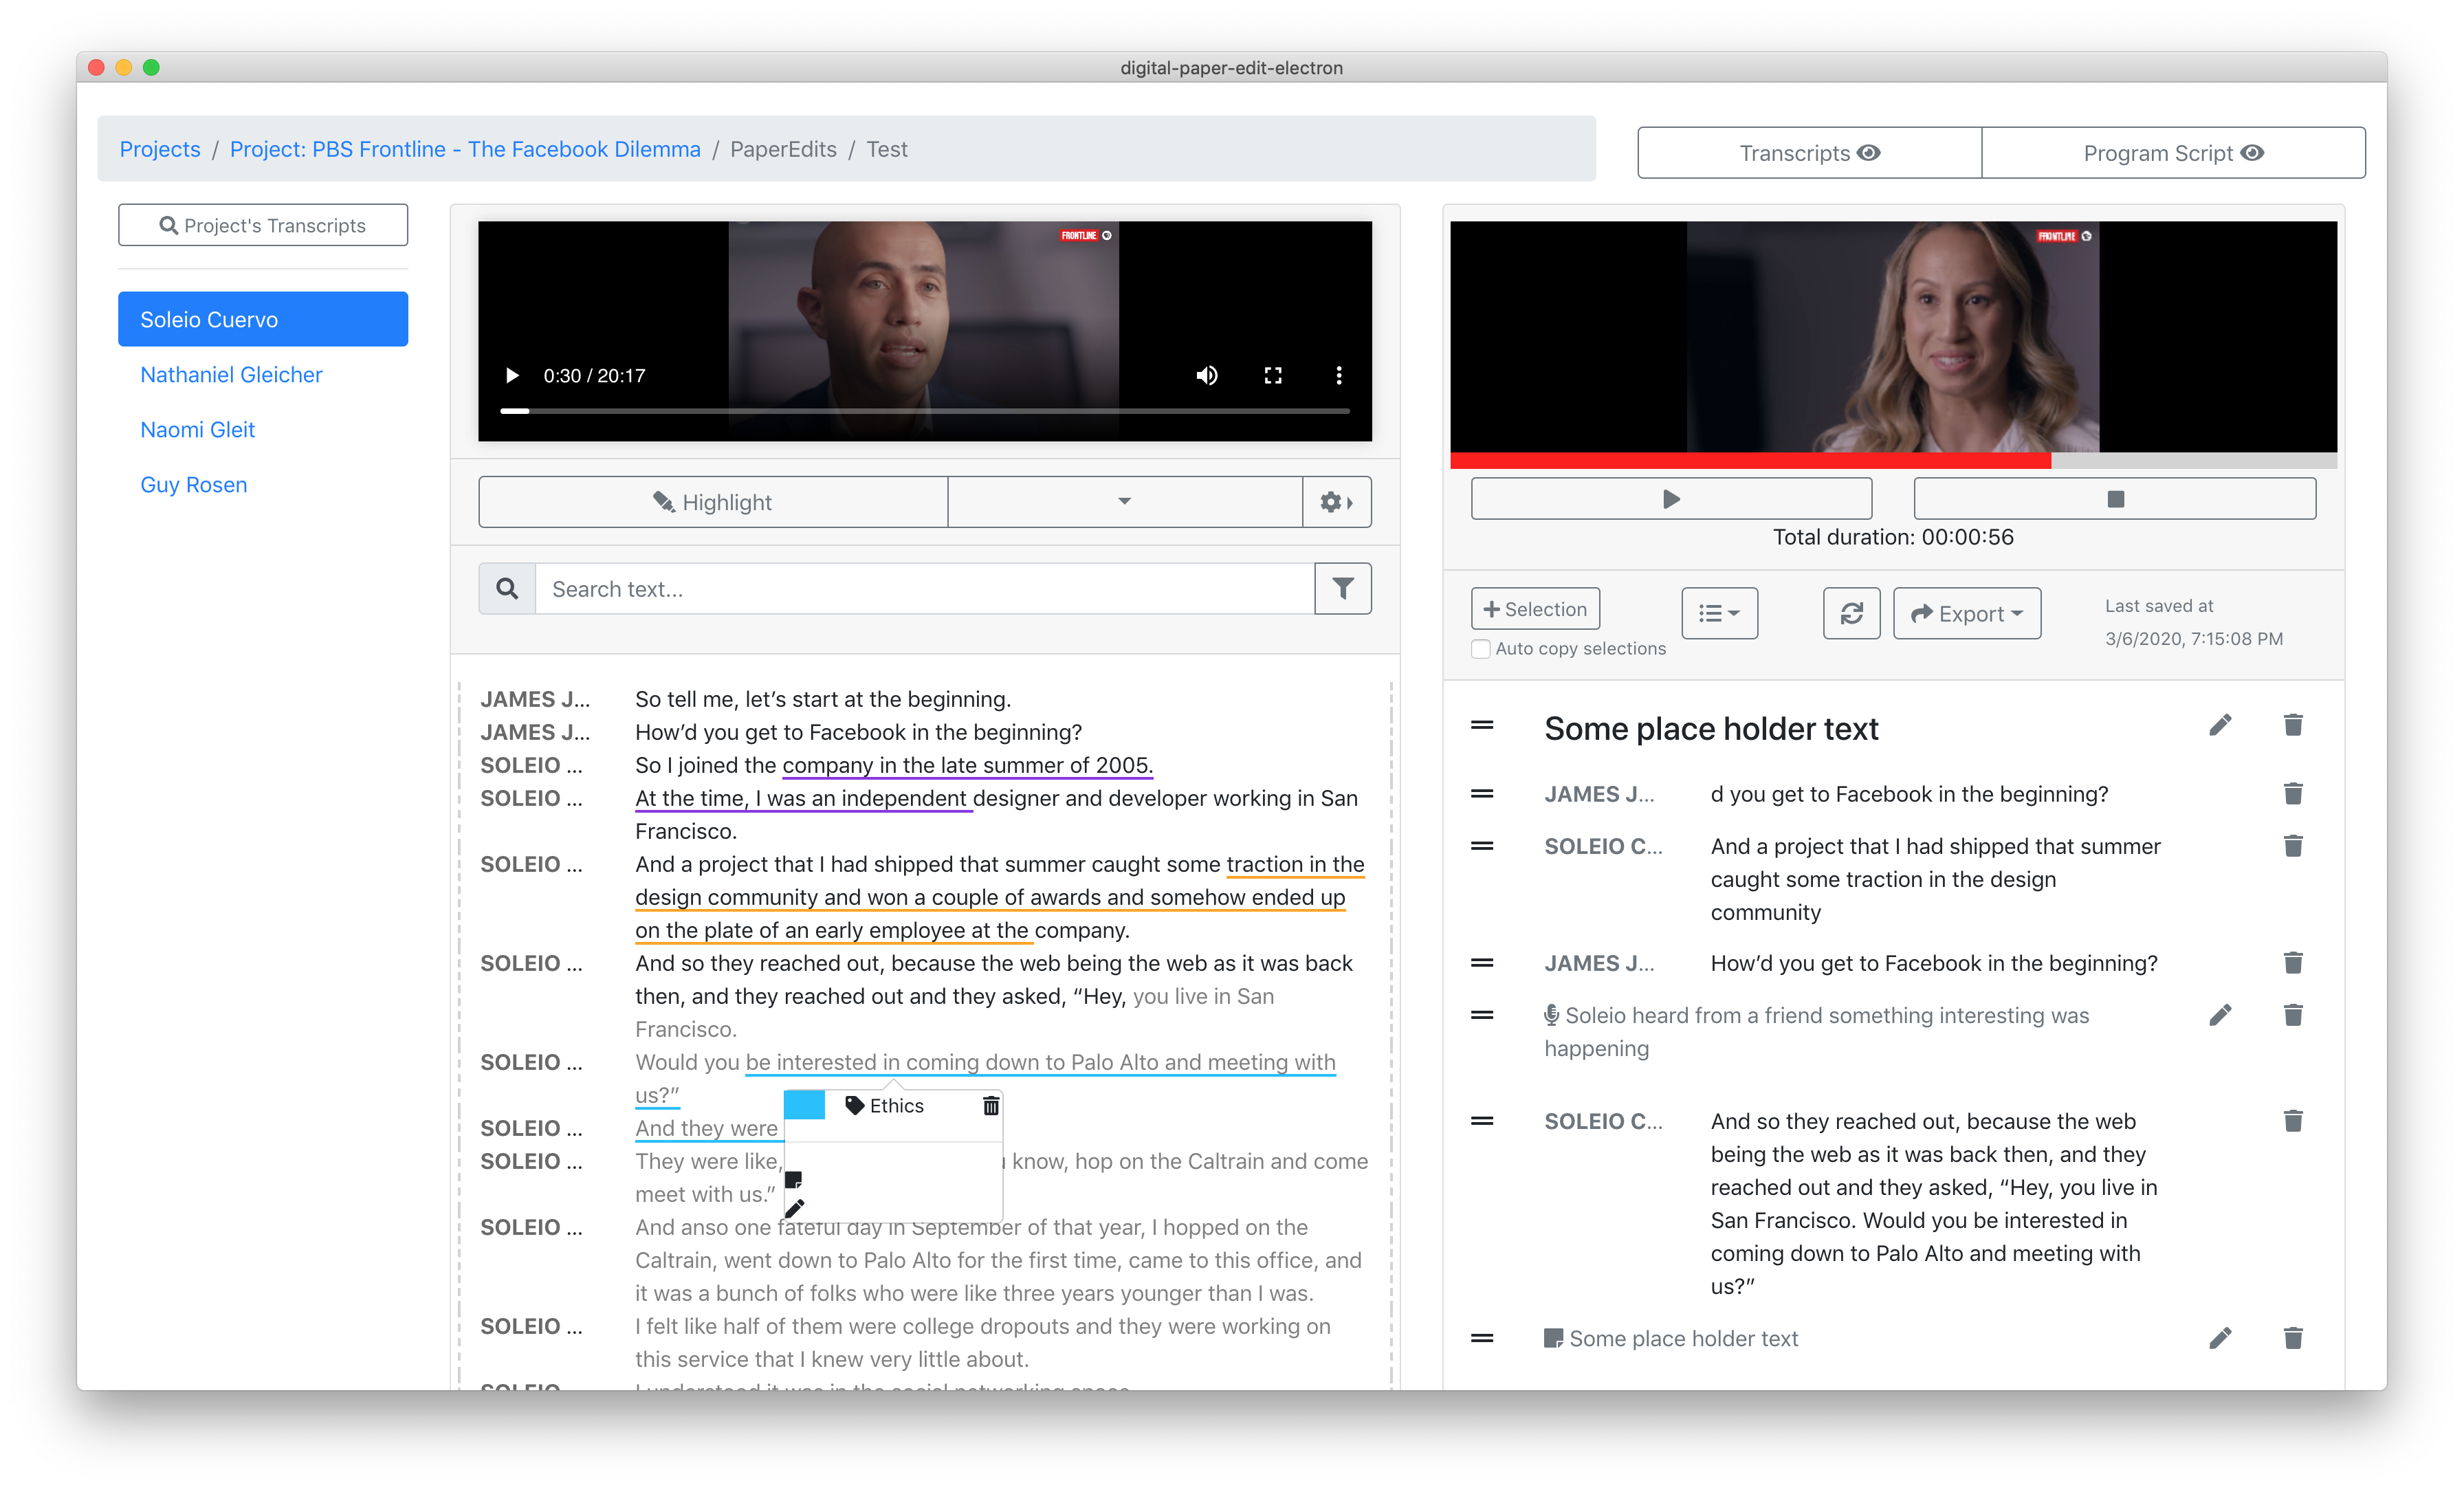 digital-paper-edit-electron
Projects / Project: PBS Frontline - The Facebook Dilemma / PaperEdits / Test
Transcripts
Program Script
Project's Transcripts
Soleio Cuervo
Nathaniel Gleicher
Naomi Gleit
Guy Rosen
FRONTLINE
0:30 / 20:17
Highlight
Search text...
JAMES J... So tell me, let’s start at the beginning.
JAMES J... How’d you get to Facebook in the beginning?
SOLEIO ... So I joined the company in the late summer of 2005.
SOLEIO ... At the time, I was an independent designer and developer working in San
Francisco.
SOLEIO ... And a project that I had shipped that summer caught some traction in the
design community and won a couple of awards and somehow ended up
on the plate of an early employee at the company.
SOLEIO ... And so they reached out, because the web being the web as it was back
then, and they reached out and they asked, “Hey, you live in San
Francisco.
SOLEIO ... Would you be interested in coming down to Palo Alto and meeting with
us?”
Ethics
SOLEIO ... And they were
SOLEIO ... They were like, know, hop on the Caltrain and come
meet with us.”
SOLEIO ... And anso one fateful day in September of that year, I hopped on the
Caltrain, went down to Palo Alto for the first time, came to this office, and
it was a bunch of folks who were like three years younger than I was.
SOLEIO ... I felt like half of them were college dropouts and they were working on
this service that I knew very little about.
SOLEIO I understood it was in the social networking space
FRONTLINE
Total duration: 00:00:56
Selection
Auto copy selections
Export
Last saved at
3/6/2020, 7:15:08 PM
Some place holder text
JAMES J... d you get to Facebook in the beginning?
SOLEIO C... And a project that I had shipped that summer
caught some traction in the design
community
JAMES J... How’d you get to Facebook in the beginning?
Soleio heard from a friend something interesting was
happening
SOLEIO C... And so they reached out, because the web
being the web as it was back then, and they
reached out and they asked, “Hey, you live in
San Francisco. Would you be interested in
coming down to Palo Alto and meeting with
us?”
Some place holder text